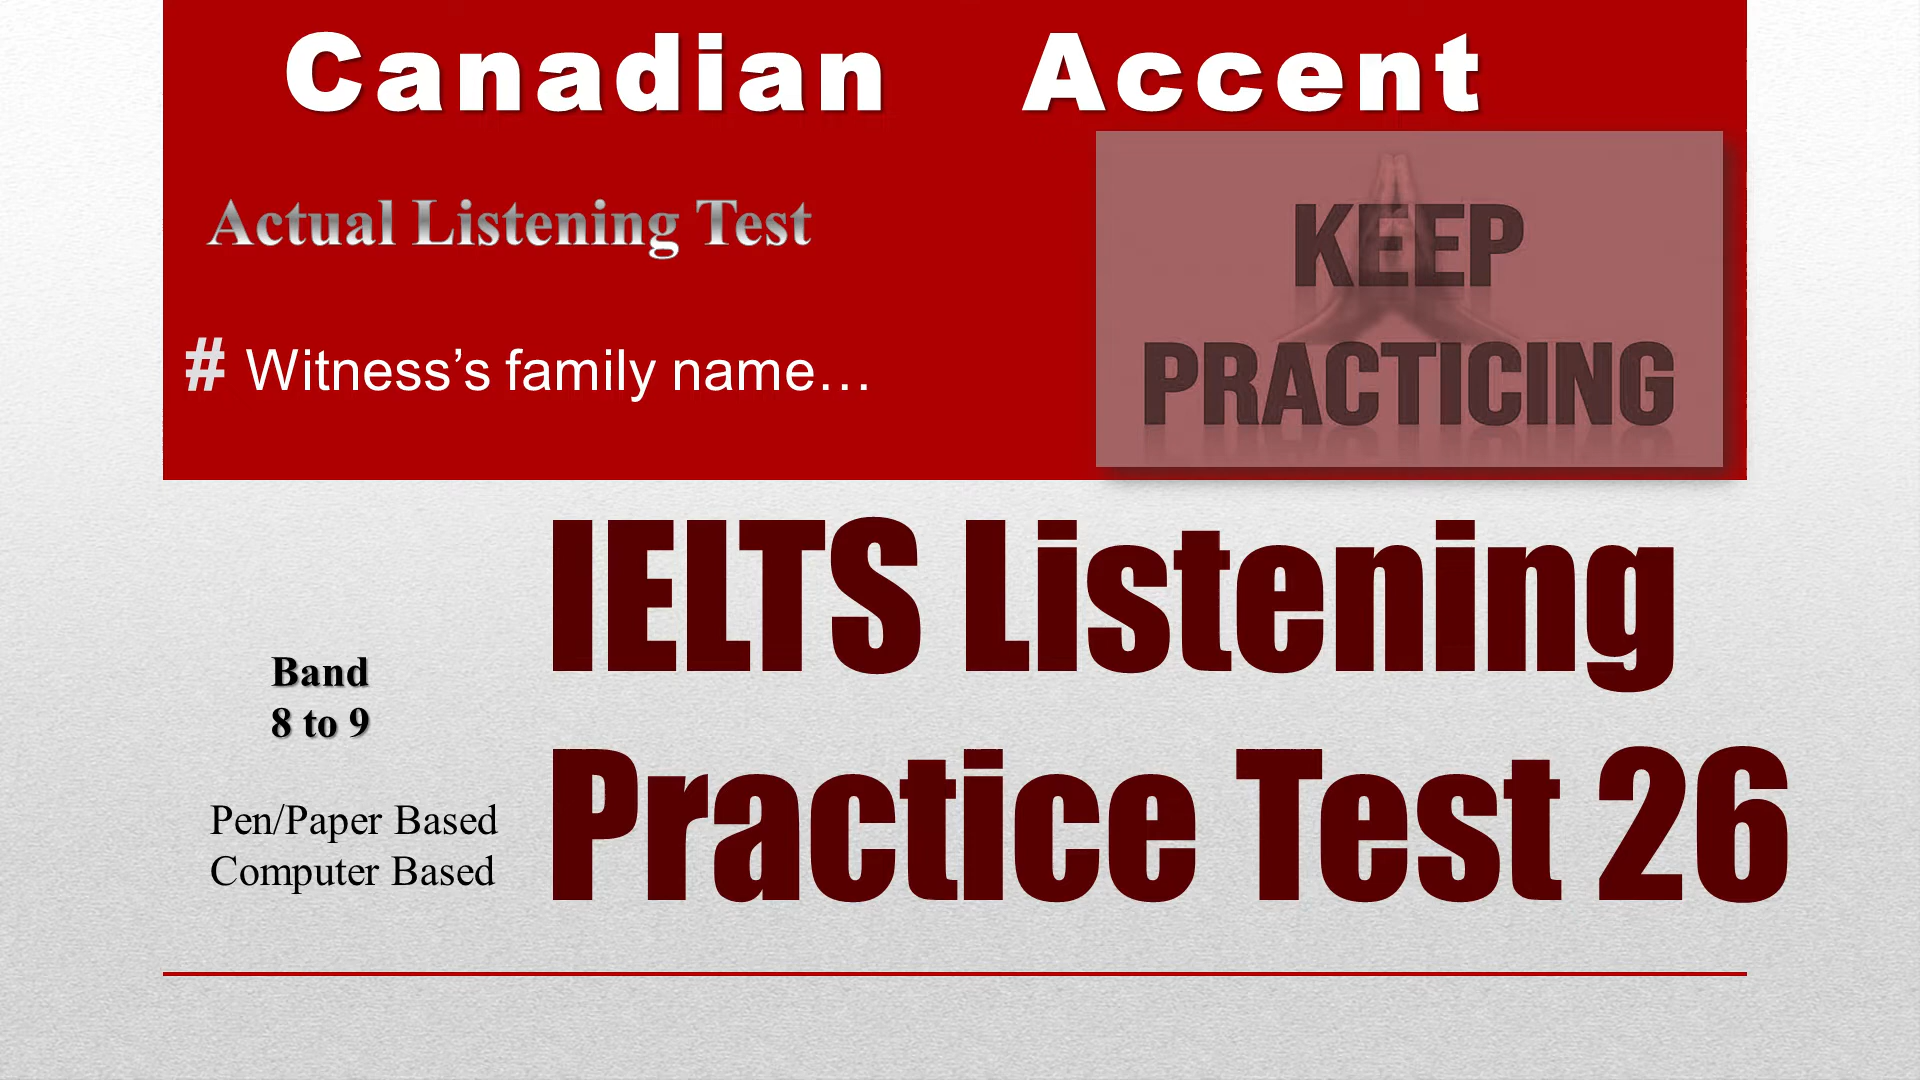 Canadian Accent
Actual Listening Test
KEEP
PRACTICING
# Witness’s family name…
IELTS Listening
Practice Test 26
Band
8 to 9
Pen/Paper Based
Computer Based